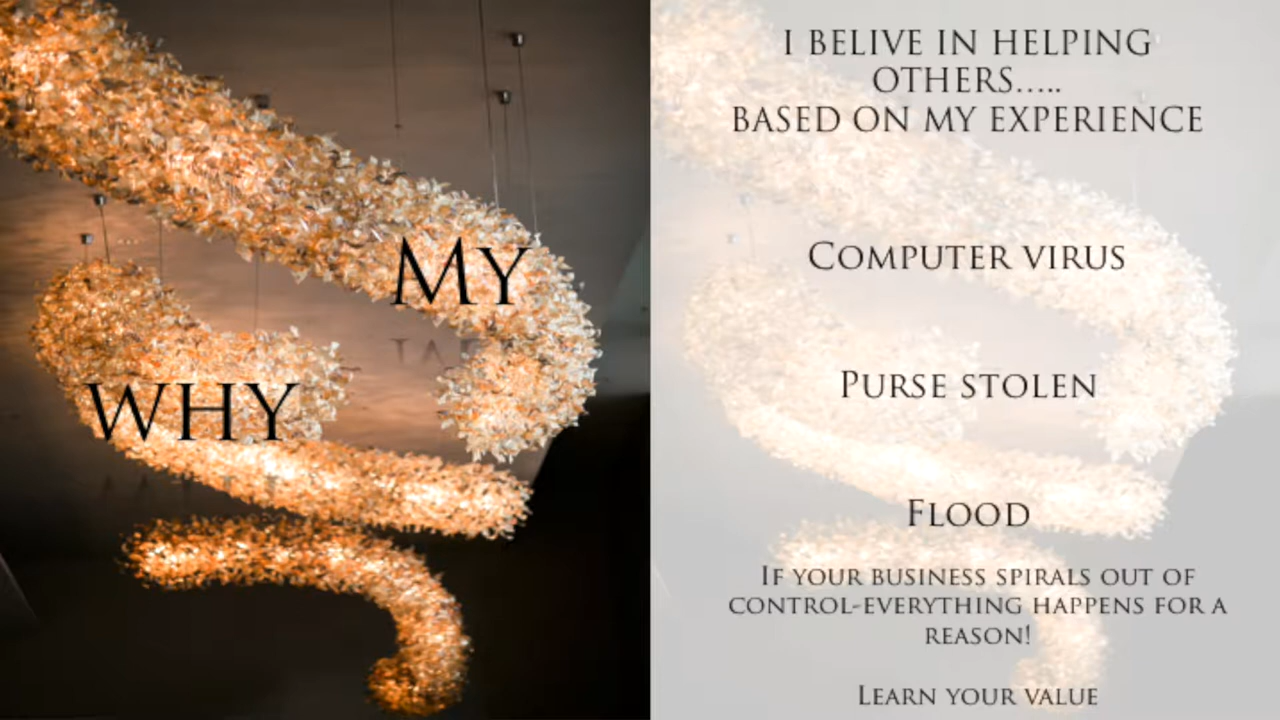 MY
WHY
I BELIVE IN HELPING
OTHERS.....
BASED ON MY EXPERIENCE
COMPUTER VIRUS
PURSE STOLEN
FLOOD
IF YOUR BUSINESS SPIRALS OUT OF
CONTROL-EVERYTHING HAPPENS FOR A
REASON!
LEARN YOUR VALUE